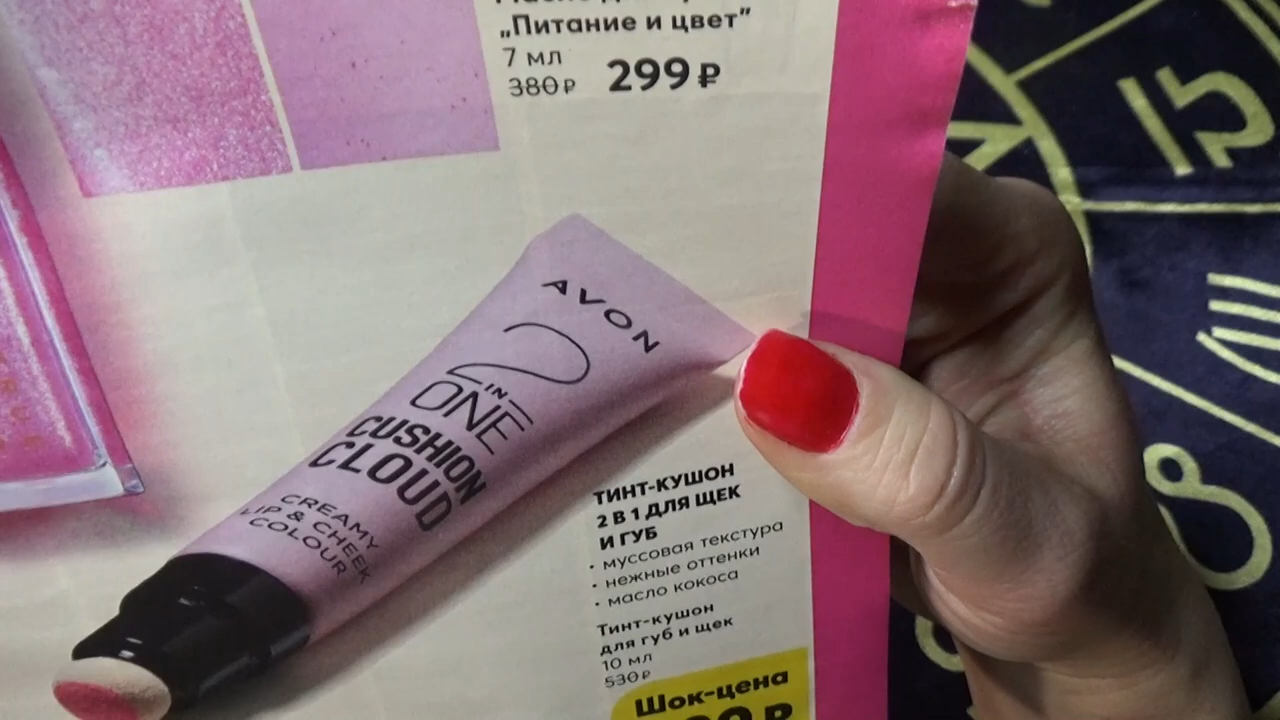 „Питание и цвет”
7 мл
380 ₽ 299 ₽
AVON
2
IN
ONE
CUSHION
CLOUD
CREAMY
LIP & CHEEK
COLOUR
ТИНТ-КУШОН
2 В 1 ДЛЯ ЩЕК
И ГУБ
• муссовая текстура
• нежные оттенки
• масло кокоса
Тинт-кушон
для губ и щек
10 мл
530 ₽
Шок-цена